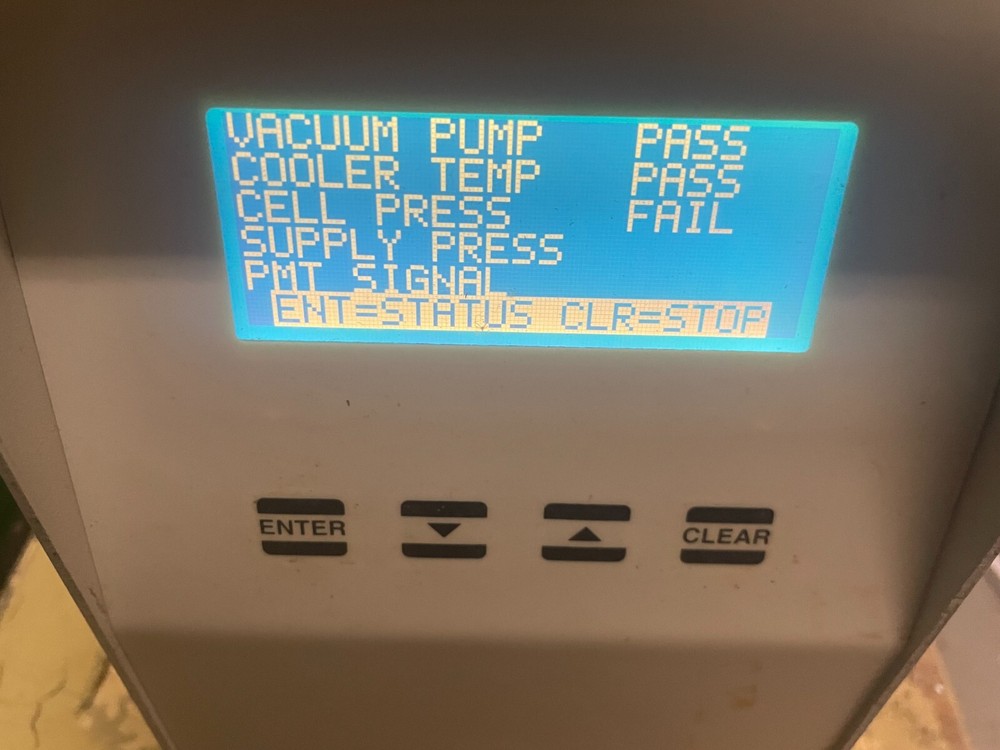 VACUUM PUMP PASS
COOLER TEMP PASS
CELL PRESS FAIL
SUPPLY PRESS
PMT SIGNAL
ENT=STATUS CLR=STOP
ENTER
CLEAR